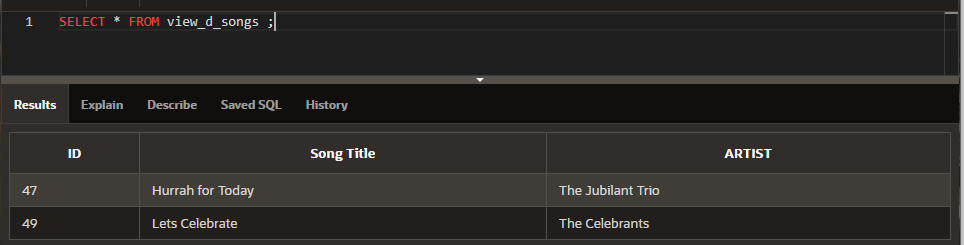 1 SELECT * FROM view_d_songs ;
Results Explain Describe Saved SQL History
ID Song Title ARTIST
47 Hurrah for Today The Jubilant Trio
49 Lets Celebrate The Celebrants